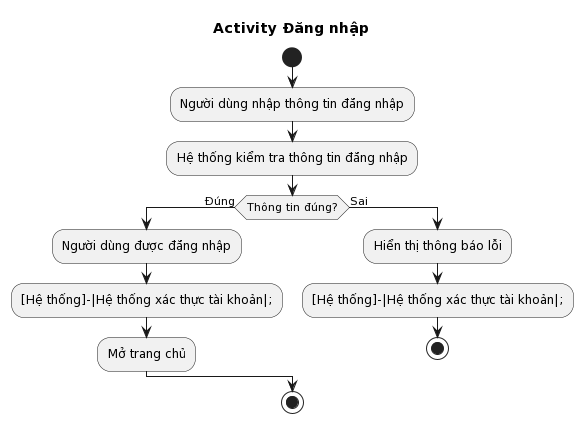 Activity Đăng nhập
Người dùng nhập thông tin đăng nhập
Hệ thống kiểm tra thông tin đăng nhập
Đúng
Thông tin đúng?
Sai
Người dùng được đăng nhập
Hiển thị thông báo lỗi
[Hệ thống]-|Hệ thống xác thực tài khoản|;
[Hệ thống]-|Hệ thống xác thực tài khoản|;
Mở trang chủ